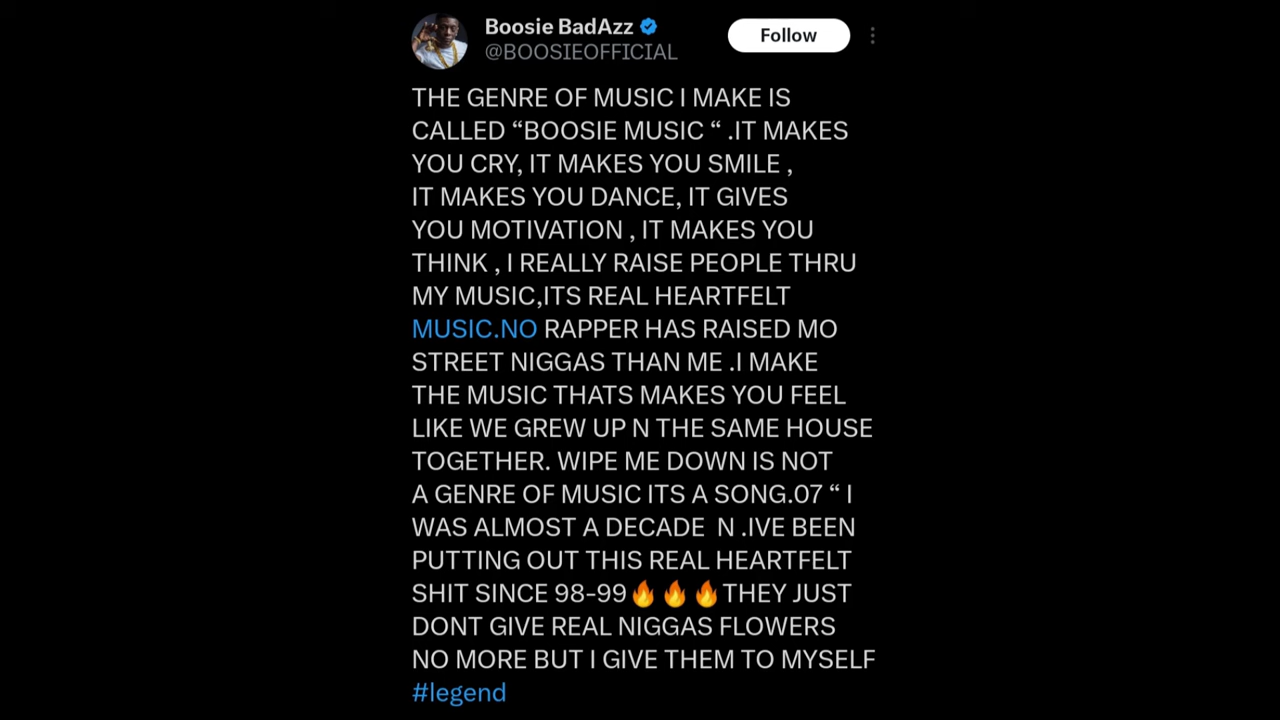 Boosie BadAzz
@BOOSIEOFFICIAL
Follow
THE GENRE OF MUSIC I MAKE IS
CALLED “BOOSIE MUSIC “ .IT MAKES
YOU CRY, IT MAKES YOU SMILE ,
IT MAKES YOU DANCE, IT GIVES
YOU MOTIVATION , IT MAKES YOU
THINK , I REALLY RAISE PEOPLE THRU
MY MUSIC,ITS REAL HEARTFELT
MUSIC.NO RAPPER HAS RAISED MO
STREET NIGGAS THAN ME .I MAKE
THE MUSIC THATS MAKES YOU FEEL
LIKE WE GREW UP N THE SAME HOUSE
TOGETHER. WIPE ME DOWN IS NOT
A GENRE OF MUSIC ITS A SONG.07 “ I
WAS ALMOST A DECADE  N .IVE BEEN
PUTTING OUT THIS REAL HEARTFELT
SHIT SINCE 98-99🔥🔥🔥THEY JUST
DONT GIVE REAL NIGGAS FLOWERS
NO MORE BUT I GIVE THEM TO MYSELF
#legend